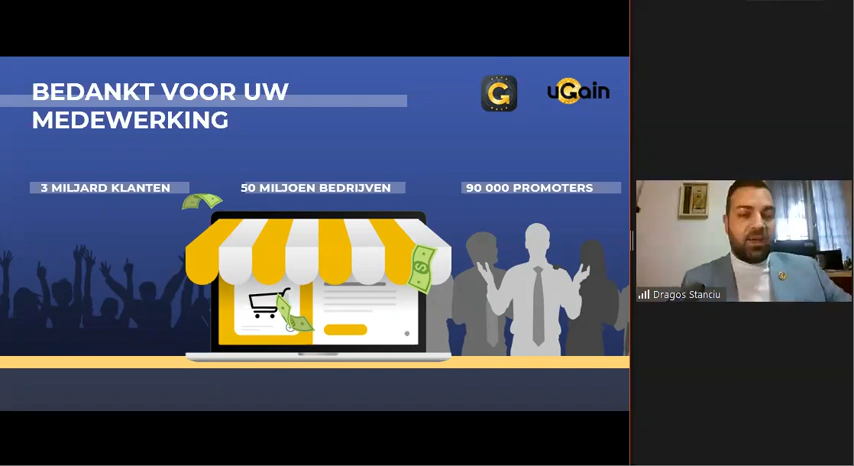 BEDANKT VOOR UW
MEDEWERKING
G
uGain
3 MILJARD KLANTEN
50 MILJOEN BEDRIJVEN
90 000 PROMOTERS
$
Dragos Stanciu